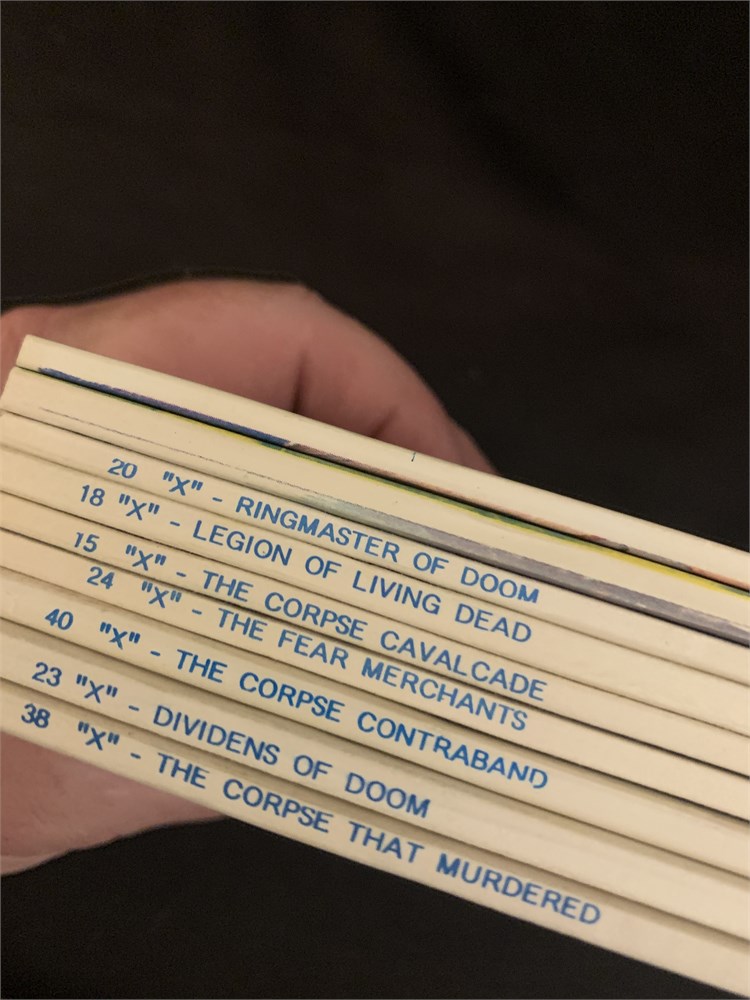 20 "X" - RINGMASTER OF DOOM
18 "X" - LEGION OF LIVING DEAD
15 "X" - THE CORPSE CAVALCADE
24 "X" - THE FEAR MERCHANTS
40 "X" - THE CORPSE CONTRABAND
23 "X" - DIVIDENS OF DOOM
38 "X" - THE CORPSE THAT MURDERED